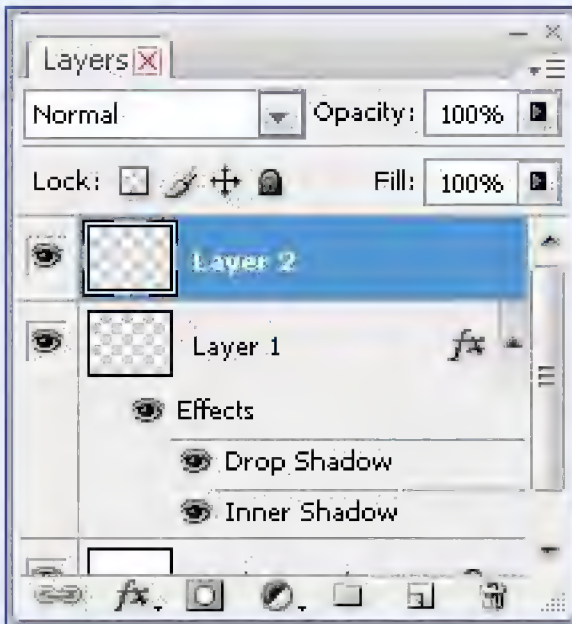 Layers
Normal Opacity: 100%
Lock: Fill: 100%
Layer 2
Layer 1 fx
Effects
Drop Shadow
Inner Shadow
fx.